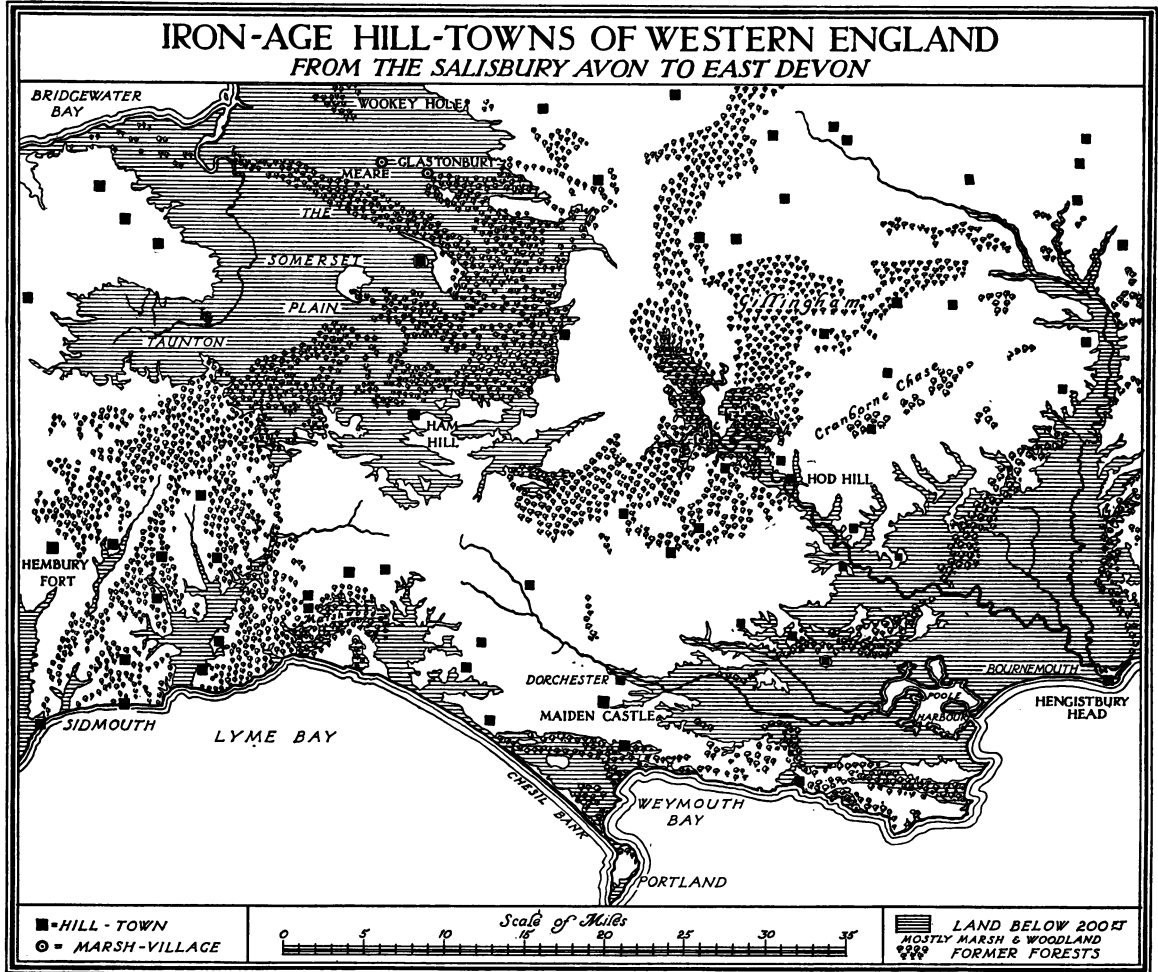 IRON-AGE HILL-TOWNS OF WESTERN ENGLAND
FROM THE SALISBURY AVON TO EAST DEVON
BRIDGEWATER
BAY
WOOKEY HOLE
GLASTONBURY
MEARE
THE
SOMERSET
PLAIN
TAUNTON
Gillingham
Cranborne Chase
HAM
HILL
HOD HILL
HEMBURY
FORT
Marshwood
DORCHESTER
MAIDEN CASTLE
BOURNEMOUTH
POOLE
HARBOUR
HENGISTBURY
HEAD
SIDMOUTH
LYME BAY
CHESIL
BANK
WEYMOUTH
BAY
PORTLAND
=HILL-TOWN
= MARSH-VILLAGE
Scale of Miles
0 5 10 15 20 25 30 35
LAND BELOW 200 FT
MOSTLY MARSH & WOODLAND
FORMER FORESTS